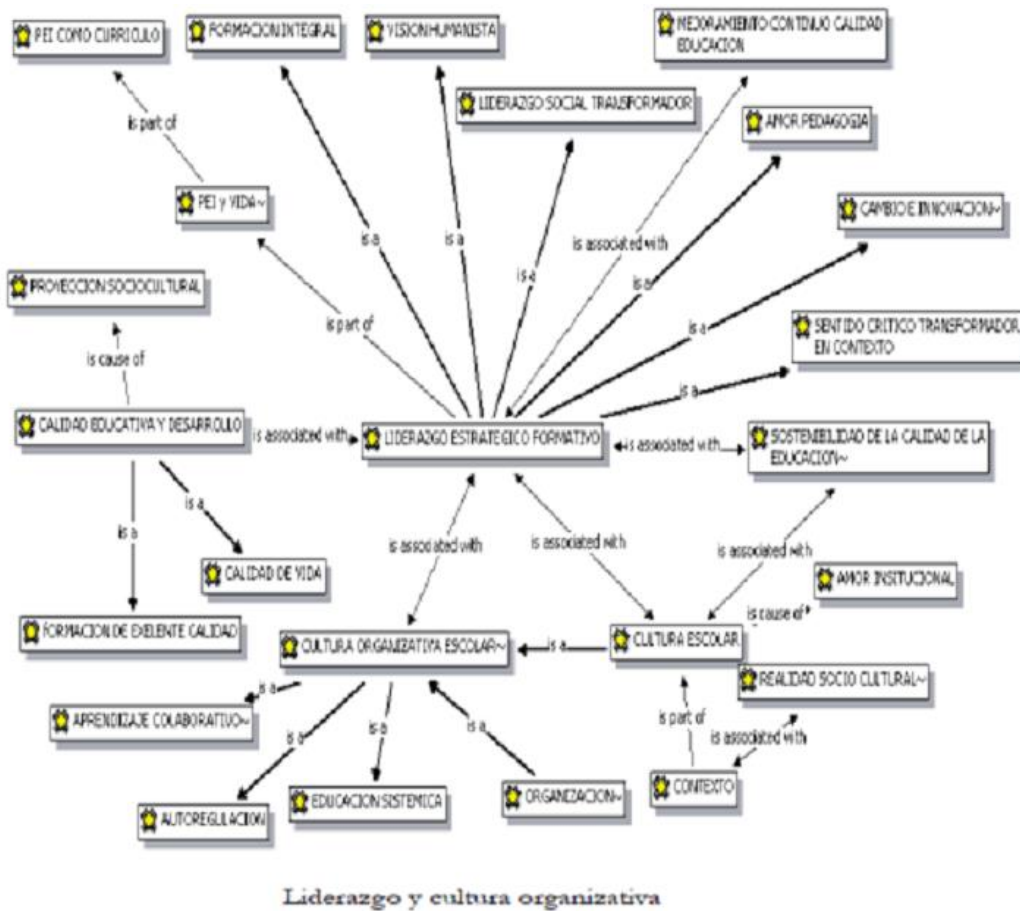 PEI COMO CURRICULO
FORMACION INTEGRAL
VISION HUMANISTA
MEJORAMIENTO CONTINUO CALIDAD
EDUCACION
LIDERAZGO SOCIAL TRANSFORMADOR
AMOR PEDAGOGIA
is part of
PEI y VIDA~
CAMBIO E INNOVACION~
is a
is a
is associated with
PROYECCION SOCIOCULTURAL
is a
is a
is part of
is a
SENTIDO CRITICO TRANSFORMADOR
EN CONTEXTO
is cause of
is a
CALIDAD EDUCATIVA Y DESARROLLO
is associated with
LIDERAZGO ESTRATEGICO FORMATIVO
is associated with
SOSTENIBILIDAD DE LA CALIDAD DE LA
EDUCACION~
is a
is a
is associated with
is associated with
is associated with
CALIDAD DE VIDA
AMOR INSITUCIONAL
is cause of
FORMACION DE EXELENTE CALIDAD
CULTURA ORGANIZATIVA ESCOLAR~
is a
CULTURA ESCOLAR
REALIDAD SOCIO CULTURAL~
is a
APRENDIZAJE COLABORATIVO~
is a
is a
is a
is part of
is associated with
AUTOREGULACION
EDUCACION SISTEMICA
ORGANIZACION~
CONTEXTO
Liderazgo y cultura organizativa